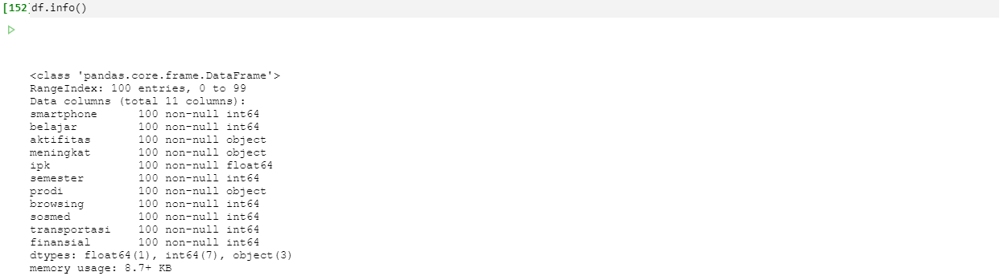 [152] df.info()
<class 'pandas.core.frame.DataFrame'>
RangeIndex: 100 entries, 0 to 99
Data columns (total 11 columns):
smartphone      100 non-null int64
belajar         100 non-null int64
aktifitas       100 non-null object
meningkat       100 non-null object
ipk             100 non-null float64
semester        100 non-null int64
prodi           100 non-null object
browsing        100 non-null int64
sosmed          100 non-null int64
transportasi    100 non-null int64
finansial       100 non-null int64
dtypes: float64(1), int64(7), object(3)
memory usage: 8.7+ KB